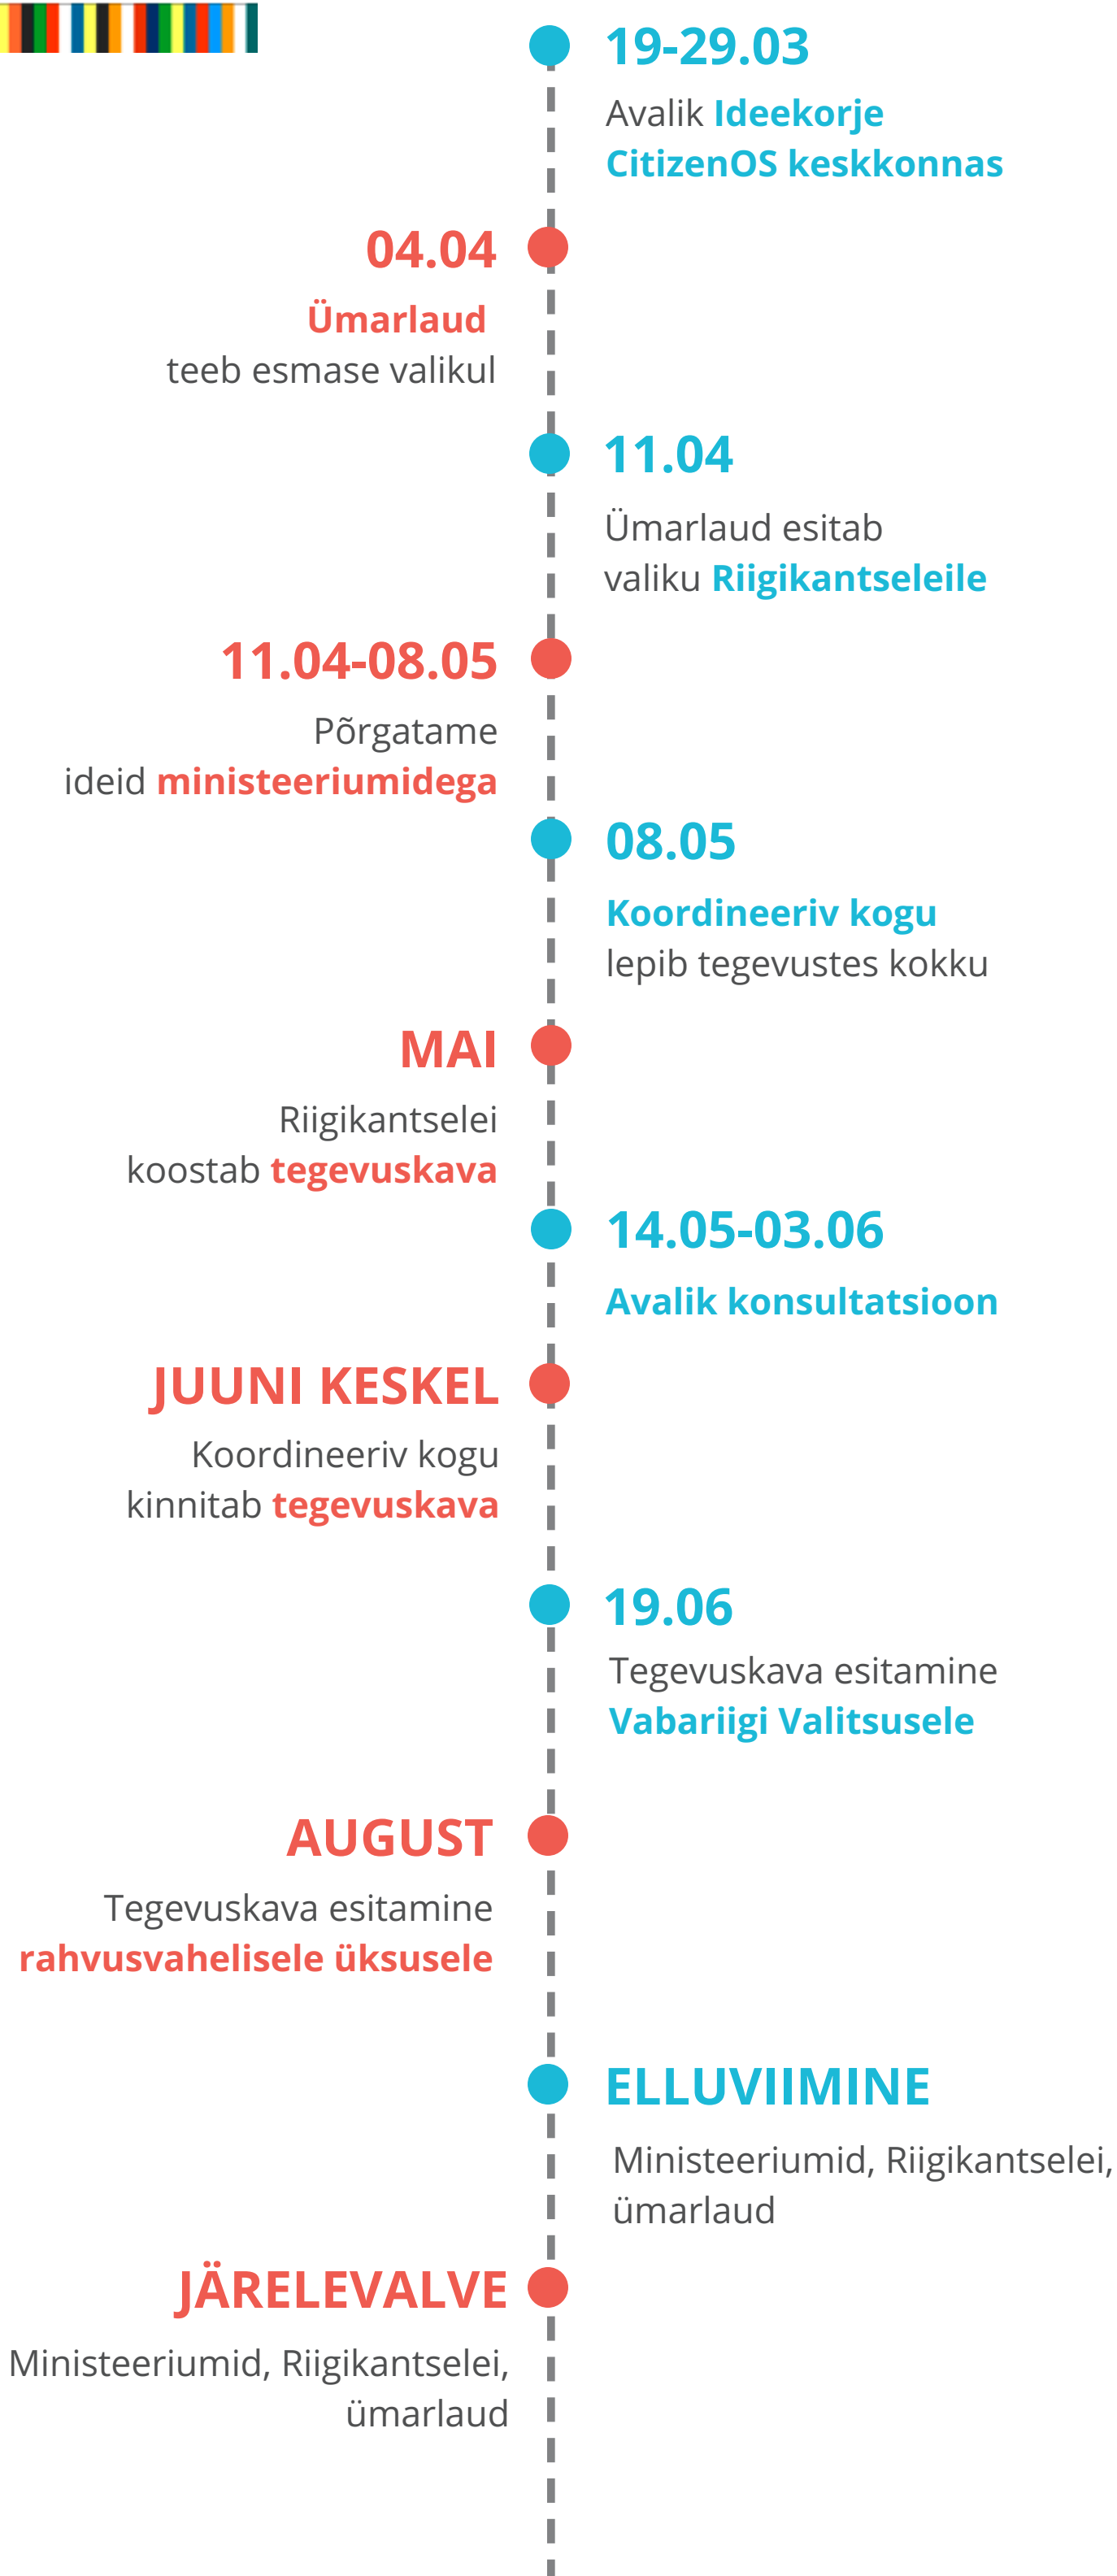 19-29.03
Avalik Ideekorje
CitizenOS keskkonnas
04.04
Ümarlaud
teeb esmase valikul
11.04
Ümarlaud esitab
valiku Riigikantseleile
11.04-08.05
Põrgatame
ideid ministeeriumidega
08.05
Koordineeriv kogu
lepib tegevustes kokku
MAI
Riigikantselei
koostab tegevuskava
14.05-03.06
Avalik konsultatsioon
JUUNI KESKEL
Koordineeriv kogu
kinnitab tegevuskava
19.06
Tegevuskava esitamine
Vabariigi Valitsusele
AUGUST
Tegevuskava esitamine
rahvusvahelisele üksusele
ELLUVIIMINE
Ministeeriumid, Riigikantselei,
ümarlaud
JÄRELEVALVE
Ministeeriumid, Riigikantselei,
ümarlaud